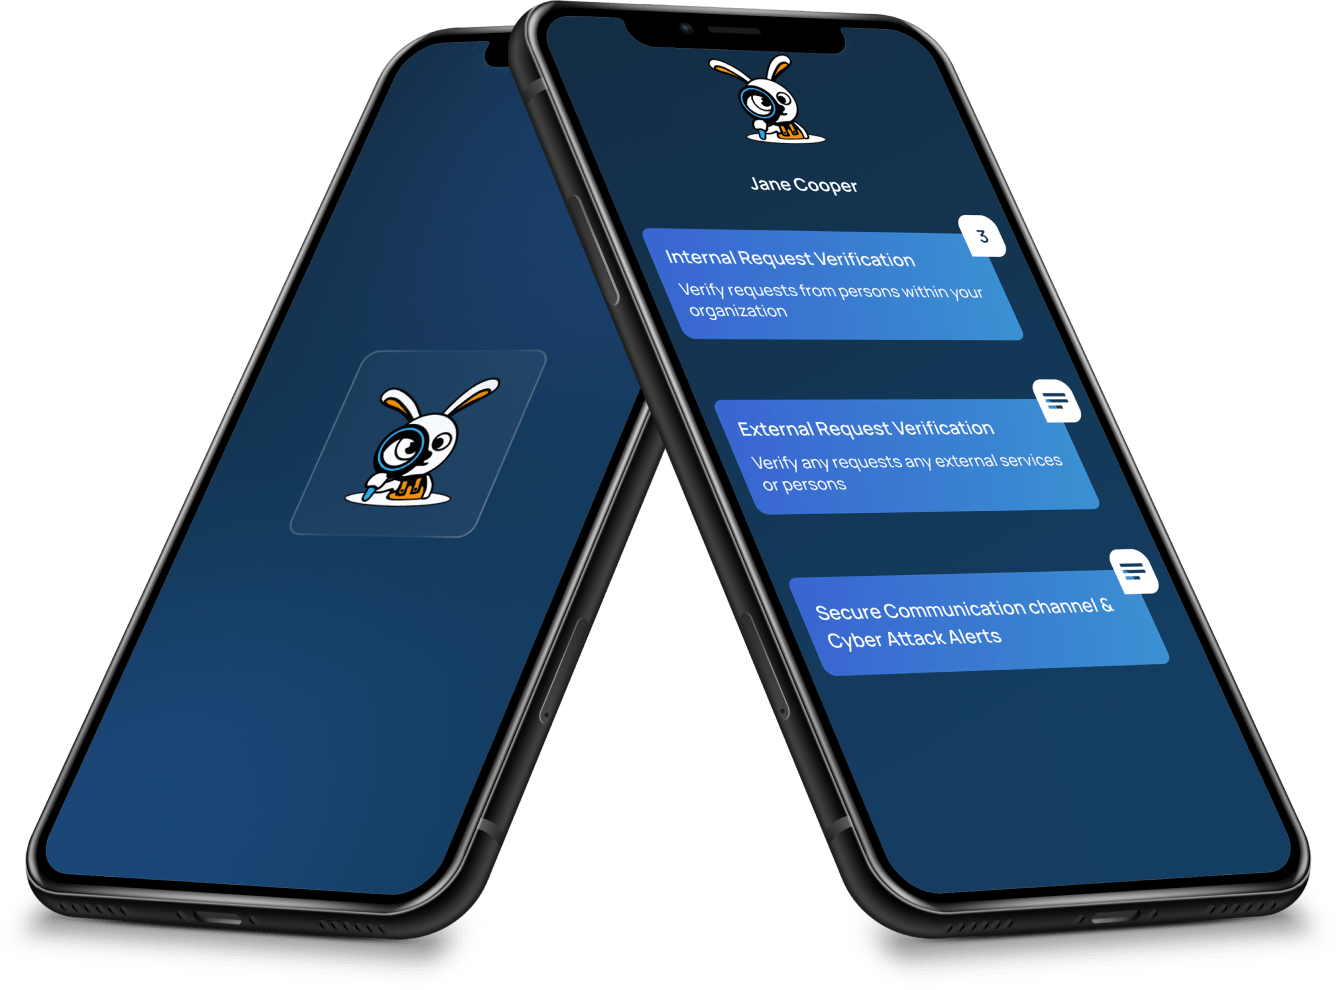 Jane Cooper
3
Internal Request Verification
Verify requests from persons within your
organization
External Request Verification
Verify any requests any external services
or persons
Secure Communication channel &
Cyber Attack Alerts